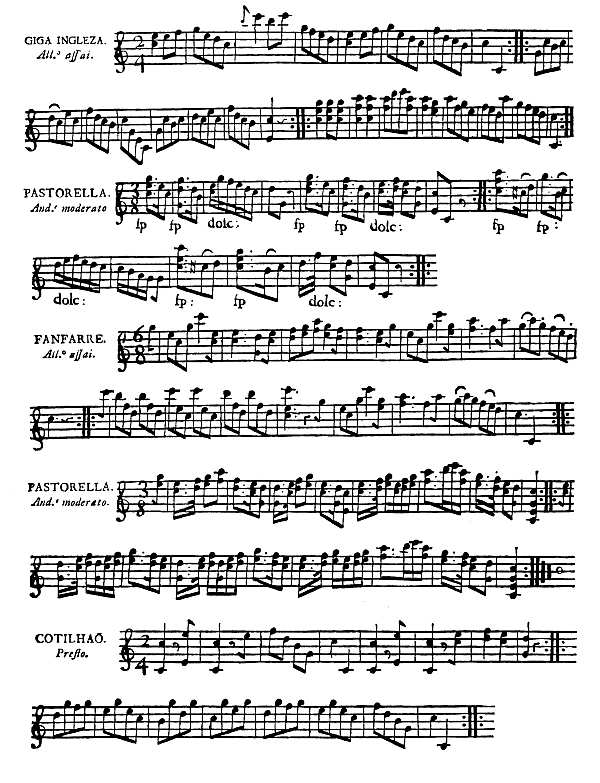 GIGA INGLEZA.
All.º aſſai.
PASTORELLA.
And.e moderato
fp fp dolc: fp fp dolc: fp fp:
dolc: fp: fp dolc:
FANFARRE.
All.º aſſai.
PASTORELLA.
And.e moderato.
COTILHAÕ.
Preſto.